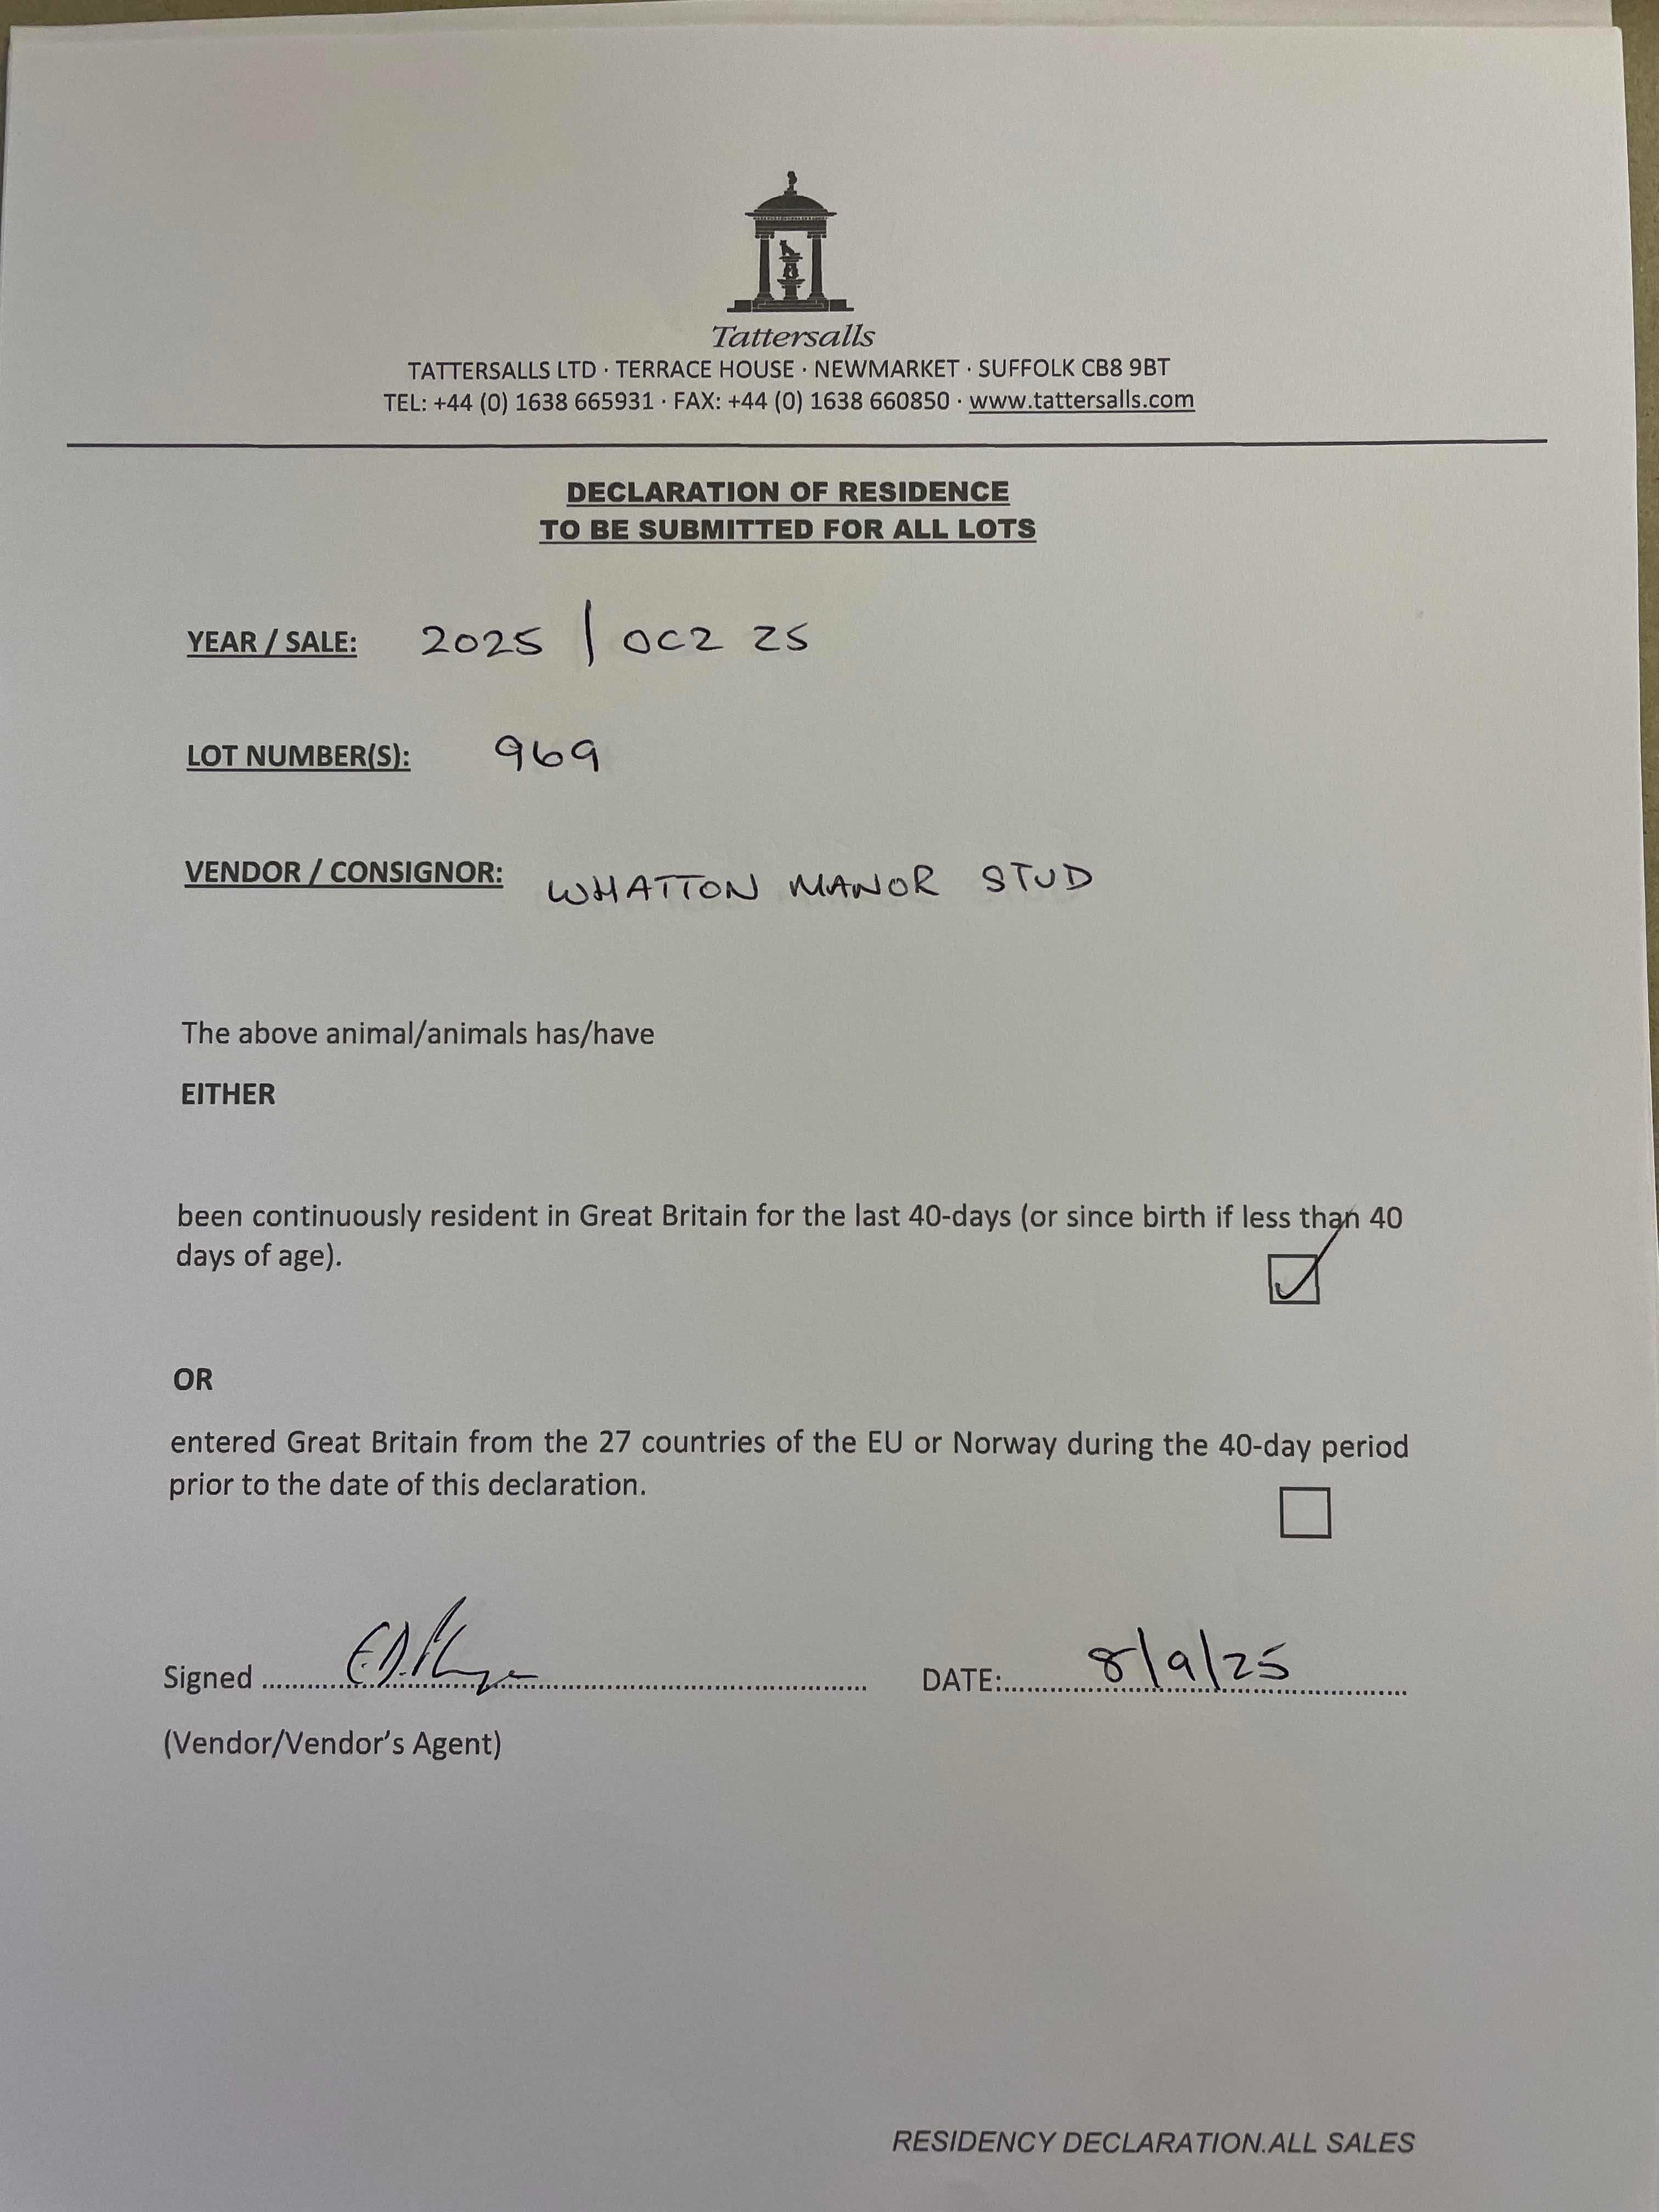 Tattersalls
TATTERSALLS LTD · TERRACE HOUSE · NEWMARKET · SUFFOLK CB8 9BT
TEL: +44 (0) 1638 665931 · FAX: +44 (0) 1638 660850 · www.tattersalls.com
DECLARATION OF RESIDENCE
TO BE SUBMITTED FOR ALL LOTS
YEAR / SALE: 2025 | OC2 25
LOT NUMBER(S): 969
VENDOR / CONSIGNOR: WHATTON MANOR STUD
The above animal/animals has/have
EITHER
been continuously resident in Great Britain for the last 40-days (or since birth if less than 40
days of age).
OR
entered Great Britain from the 27 countries of the EU or Norway during the 40-day period
prior to the date of this declaration.
Signed DATE: 8/9/25
(Vendor/Vendor's Agent)
RESIDENCY DECLARATION.ALL SALES